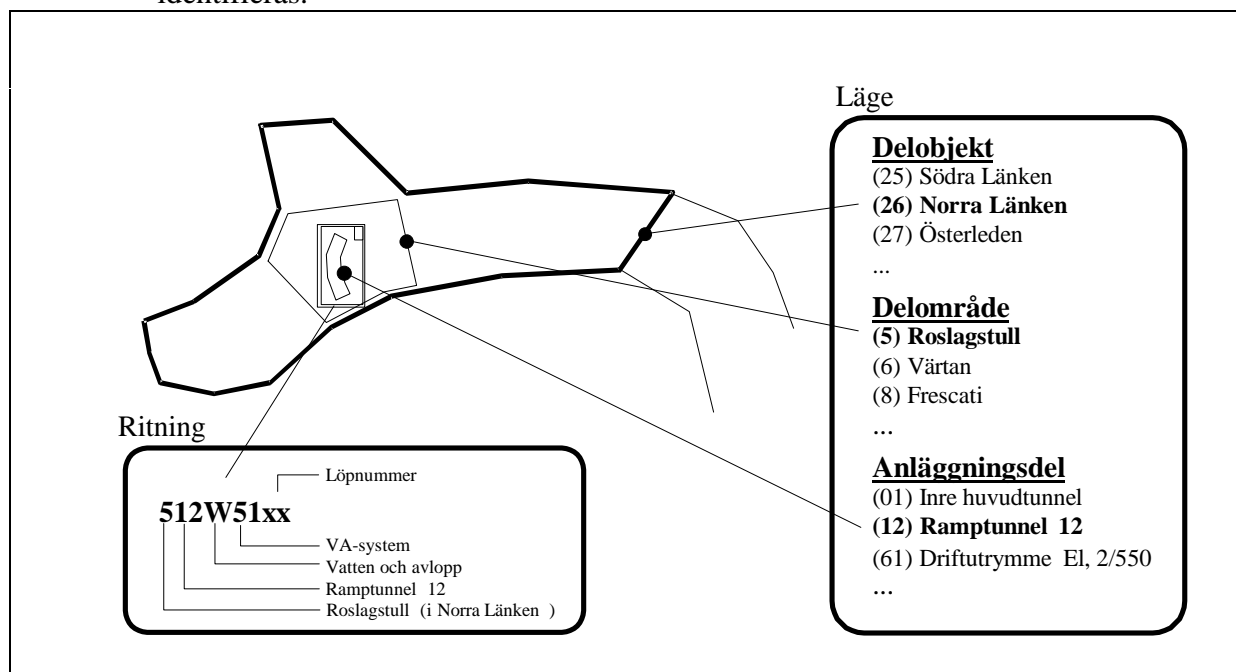 identifieras.
Läge
Delobjekt
(25) Södra Länken
(26) Norra Länken
(27) Österleden
...
Delområde
(5) Roslagstull
(6) Värtan
(8) Frescati
...
Anläggningsdel
(01) Inre huvudtunnel
(12) Ramptunnel 12
(61) Driftutrymme El, 2/550
...
Ritning
Löpnummer
512W51xx
VA-system
Vatten och avlopp
Ramptunnel 12
Roslagstull (i Norra Länken )